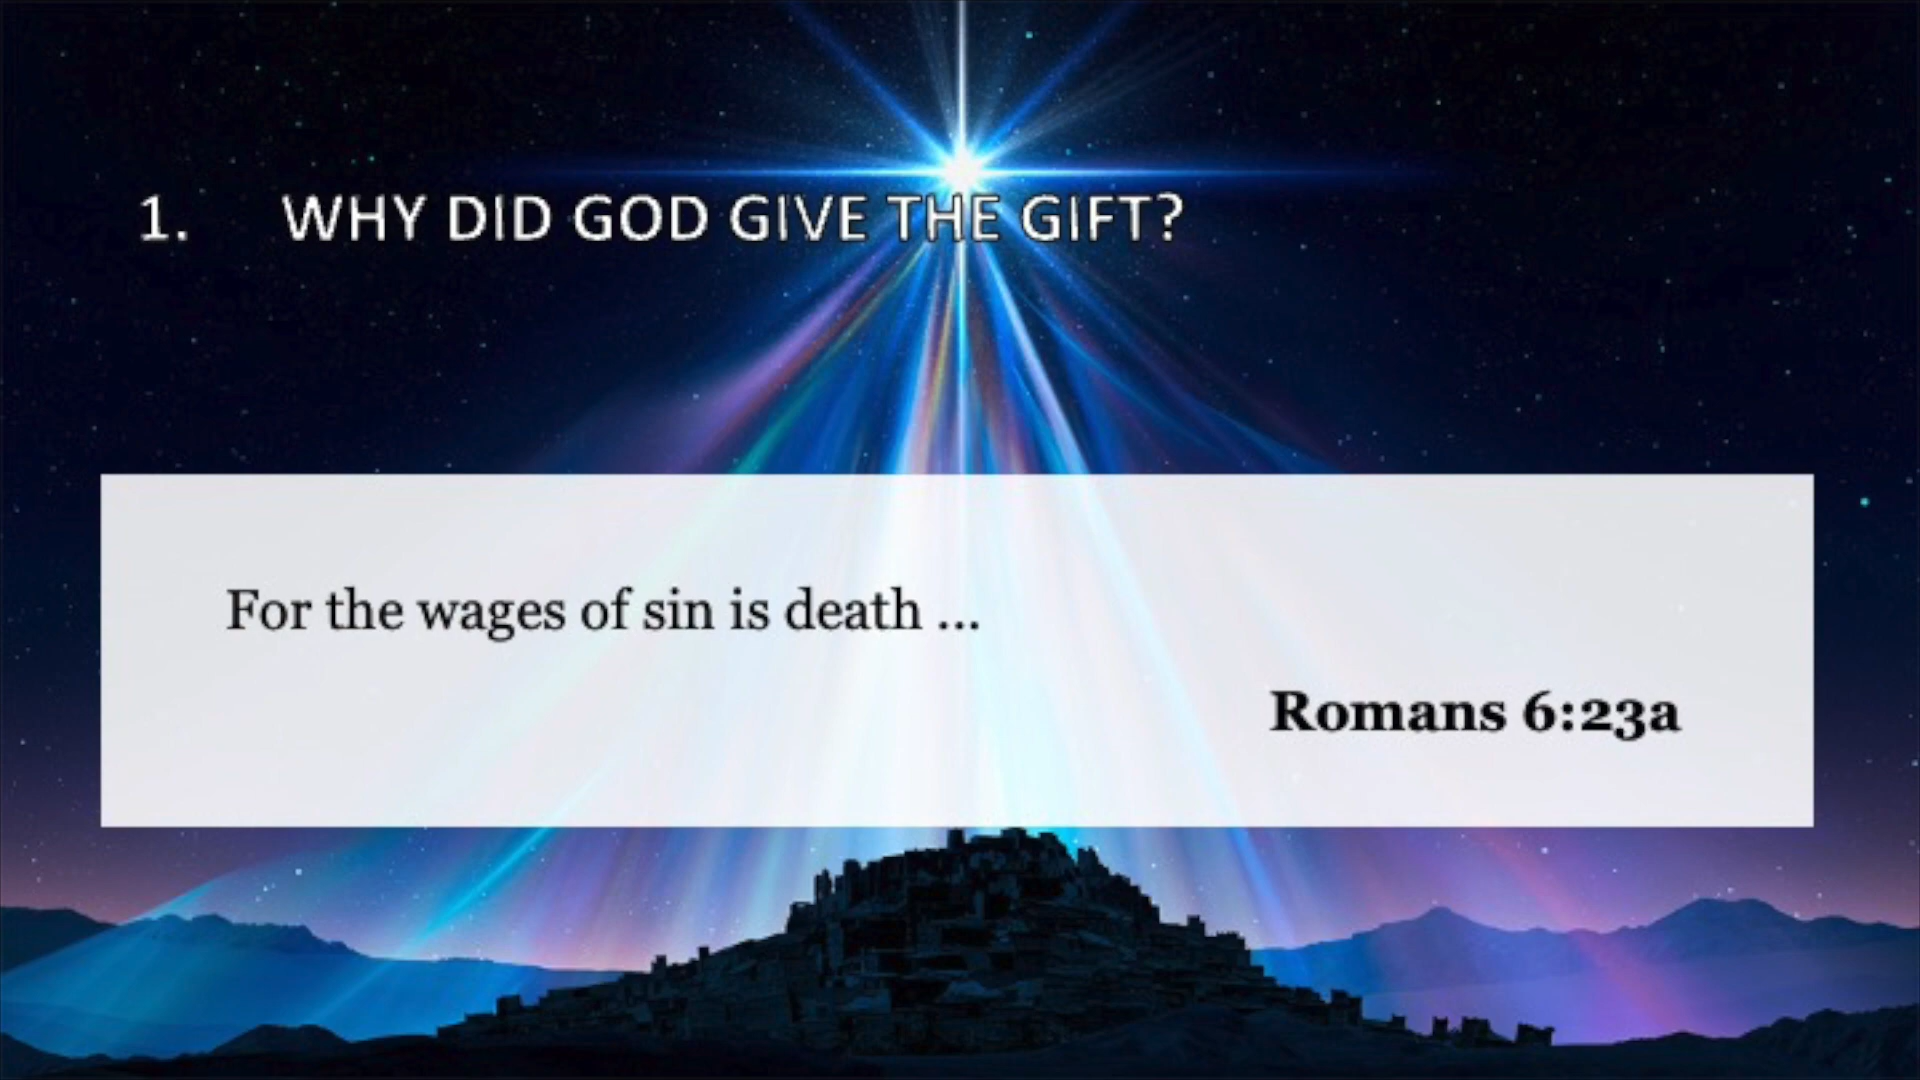 1. WHY DID GOD GIVE THE GIFT?
For the wages of sin is death ...
Romans 6:23a